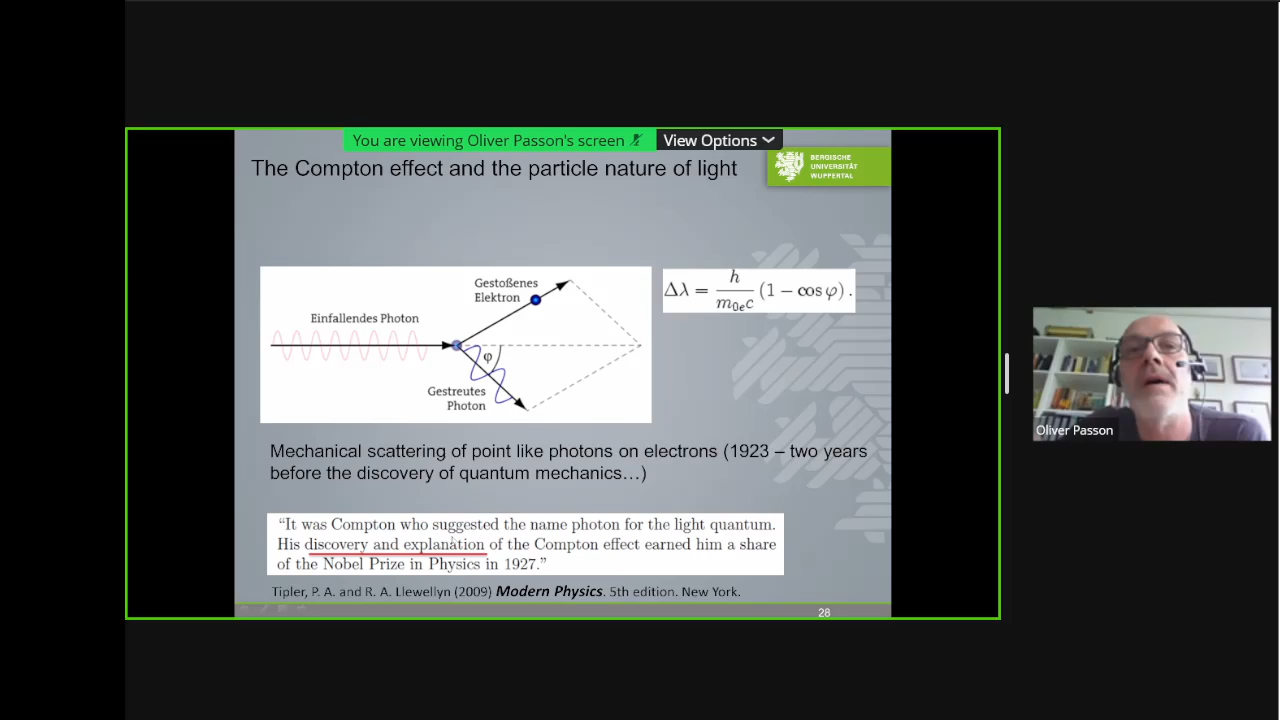 You are viewing Oliver Passon's screen
View Options
The Compton effect and the particle nature of light
BERGISCHE
UNIVERSITÄT
WUPPERTAL
Gestoßenes
Elektron
Einfallendes Photon
φ
Gestreutes
Photon
Δλ = h / m₀ₑc (1 − cos φ) .
Mechanical scattering of point like photons on electrons (1923 – two years
before the discovery of quantum mechanics…)
“It was Compton who suggested the name photon for the light quantum.
His discovery and explanation of the Compton effect earned him a share
of the Nobel Prize in Physics in 1927.”
Tipler, P. A. and R. A. Llewellyn (2009) Modern Physics. 5th edition. New York.
28
Oliver Passon